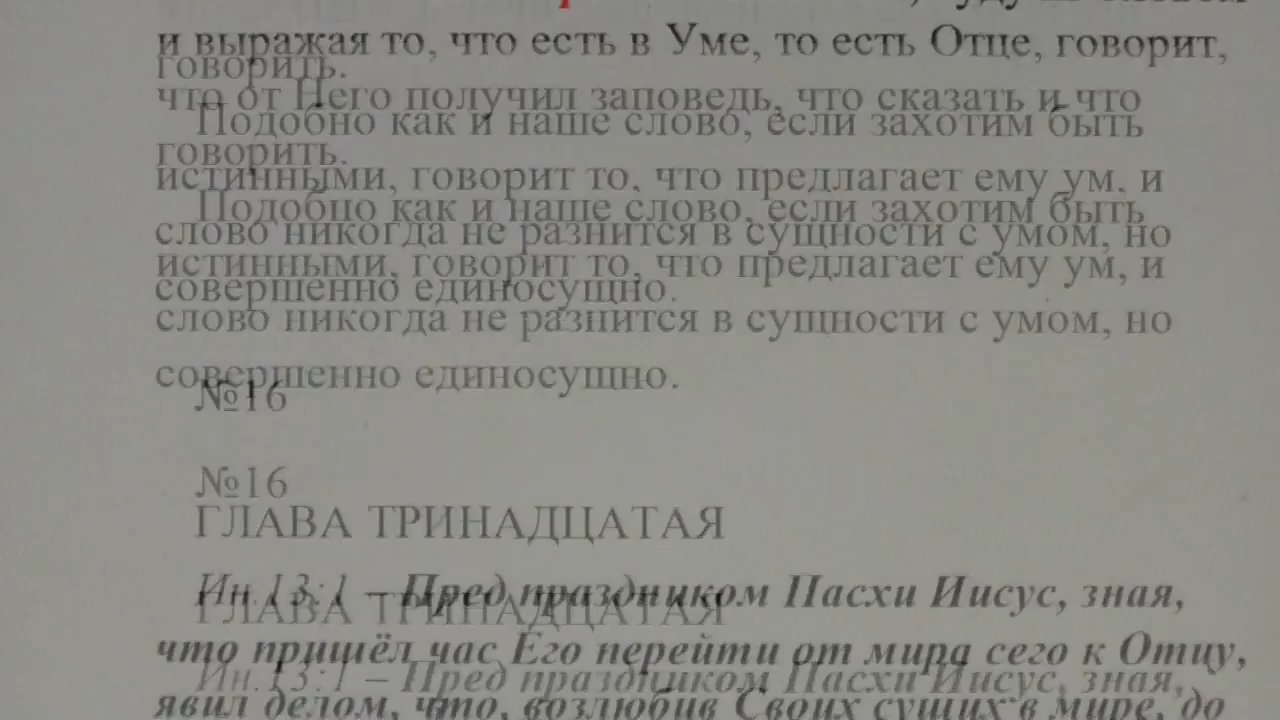 и выражая то, что есть в Уме, то есть Отце, говорит,
говорить.
что от Него получил заповедь, что сказать и что
Подобно как и наше слово, если захотим быть
говорить.
истинными, говорит то, что предлагает ему ум, и
Подобно как и наше слово, если захотим быть
слово никогда не разнится в сущности с умом, но
истинными, говорит то, что предлагает ему ум, и
совершенно единосущно.
слово никогда не разнится в сущности с умом, но
совершенно единосущно.
№16
№16
ГЛАВА ТРИНАДЦАТАЯ
Ин.13:1 – Пред праздником Пасхи Иисус, зная,
ГЛАВА ТРИНАДЦАТАЯ
что пришёл час Его перейти от мира сего к Отцу,
Ин.13:1 – Пред праздником Пасхи Иисус, зная,
явил делом, что, возлюбив Своих сущих в мире, до